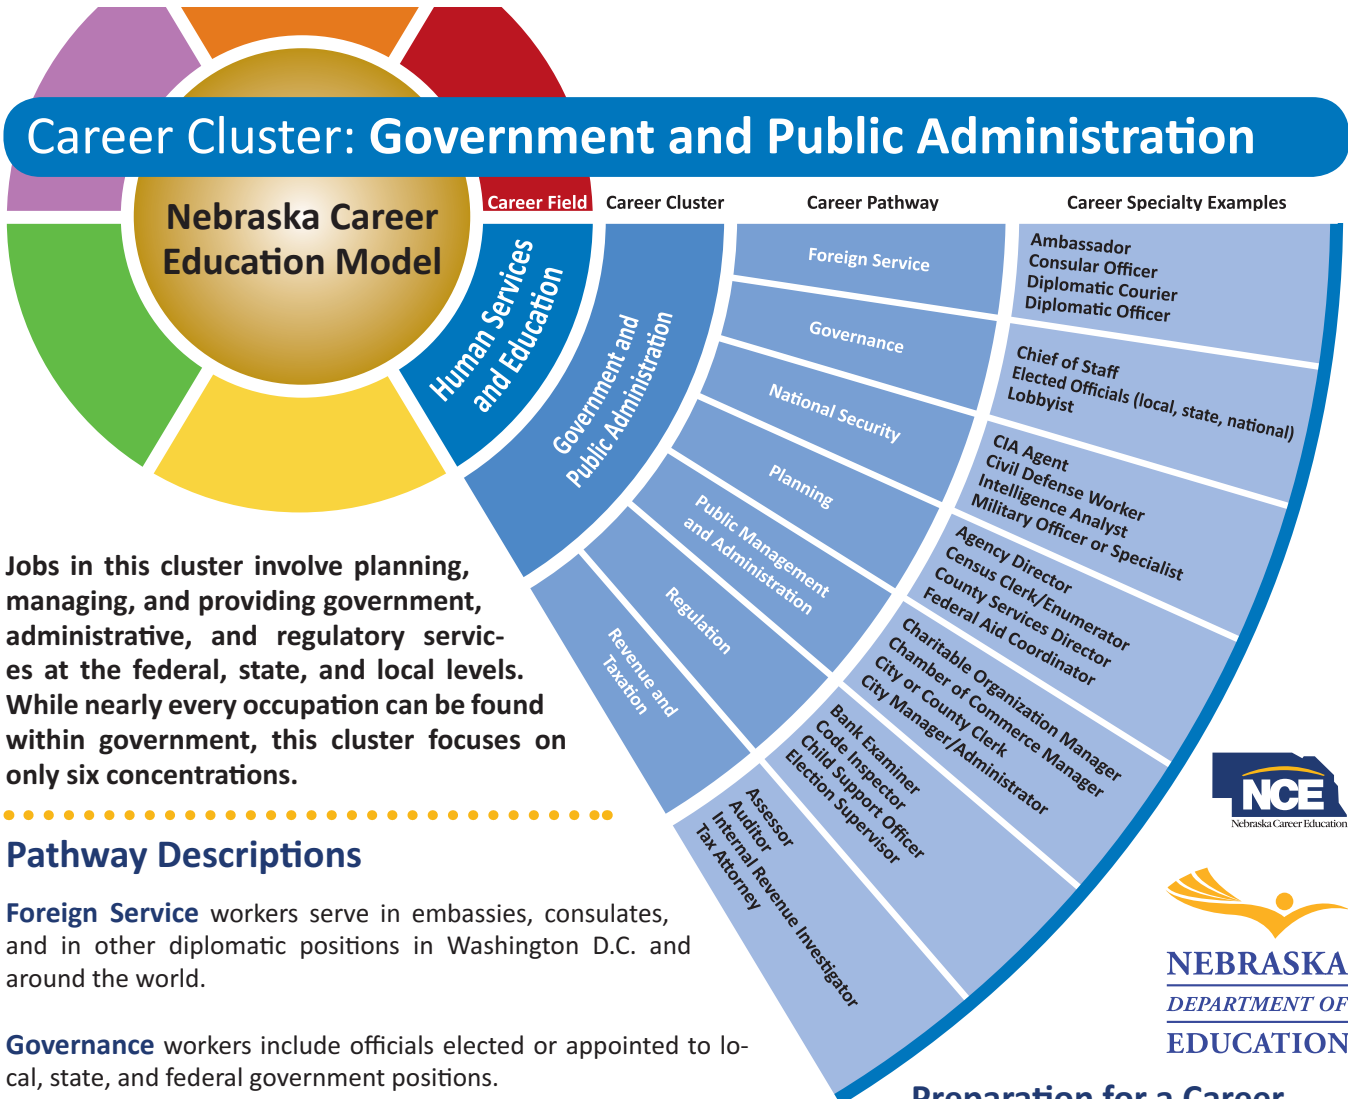 Career Cluster: Government and Public Administration
Nebraska Career
Education Model
Career Field
Career Cluster
Career Pathway
Career Specialty Examples
Human Services
and Education
Government and
Public Administration
Foreign Service
Governance
National Security
Planning
Public Management
and Administration
Regulation
Revenue and
Taxation
Ambassador
Consular Officer
Diplomatic Courier
Diplomatic Officer
Chief of Staff
Elected Officials (local, state, national)
Lobbyist
CIA Agent
Civil Defense Worker
Intelligence Analyst
Military Officer or Specialist
Agency Director
Census Clerk/Enumerator
County Services Director
Federal Aid Coordinator
Charitable Organization Manager
Chamber of Commerce Manager
City or County Clerk
City Manager/Administrator
Bank Examiner
Code Inspector
Child Support Officer
Election Supervisor
Assessor
Auditor
Internal Revenue Investigator
Tax Attorney
Jobs in this cluster involve planning,
managing, and providing government,
administrative, and regulatory servic-
es at the federal, state, and local levels.
While nearly every occupation can be found
within government, this cluster focuses on
only six concentrations.
Pathway Descriptions
Foreign Service workers serve in embassies, consulates,
and in other diplomatic positions in Washington D.C. and
around the world.
Governance workers include officials elected or appointed to lo-
cal, state, and federal government positions.
NCE
Nebraska Career Education
NEBRASKA
DEPARTMENT OF
EDUCATION
Preparation for a Career